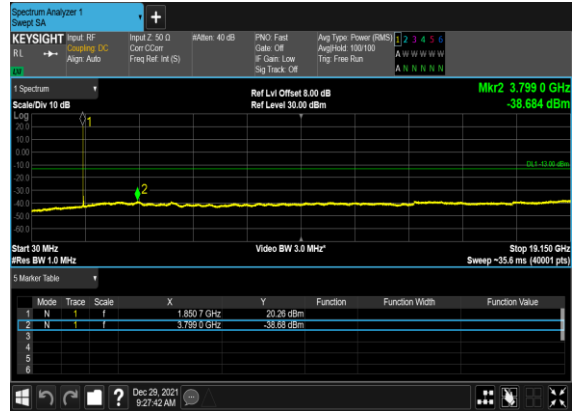 Spectrum Analyzer 1
Swept SA
+
KEYSIGHT Input: RF Input Z: 50 Ω #Atten: 40 dB PNO: Fast Avg Type: Power (RMS) 1 2 3 4 5 6
RL Coupling: DC Corr CCorr Gate: Off Avg|Hold: 100/100 A W W W W W
Align: Auto Freq Ref: Int (S) IF Gain: Low Trig: Free Run
Sig Track: Off A N N N N N
1 Spectrum Mkr2 3.799 0 GHz
Ref Lvl Offset 8.00 dB
Scale/Div 10 dB Ref Level 30.00 dBm -38.684 dBm
Log
20.0
10.0
0.00
-10.0
-20.0
-30.0
-40.0
-50.0
-60.0
1
2
DL1 -13.00 dBm
Start 30 MHz Video BW 3.0 MHz* Stop 19.150 GHz
#Res BW 1.0 MHz Sweep ~35.6 ms (40001 pts)
5 Marker Table
Mode Trace Scale X Y Function Function Width Function Value
1 N 1 f 1.850 7 GHz 20.26 dBm
2 N 1 f 3.799 0 GHz -38.68 dBm
3
4
5
6
? Dec 29, 2021
9:27:42 AM